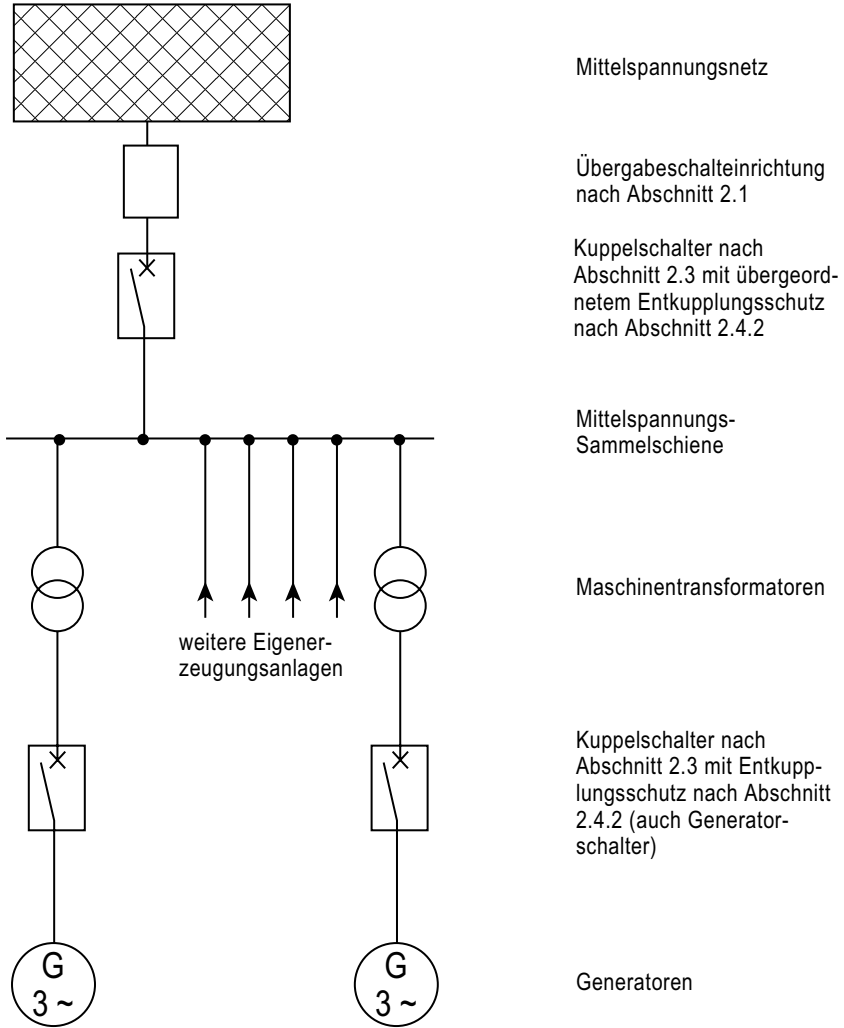 Mittelspannungsnetz
Übergabeschalteinrichtung
nach Abschnitt 2.1
Kuppelschalter nach
Abschnitt 2.3 mit übergeord-
netem Entkupplungsschutz
nach Abschnitt 2.4.2
Mittelspannungs-
Sammelschiene
Maschinentransformatoren
weitere Eigener-
zeugungsanlagen
Kuppelschalter nach
Abschnitt 2.3 mit Entkupp-
lungsschutz nach Abschnitt
2.4.2 (auch Generator-
schalter)
G
3 ~
G
3 ~
Generatoren